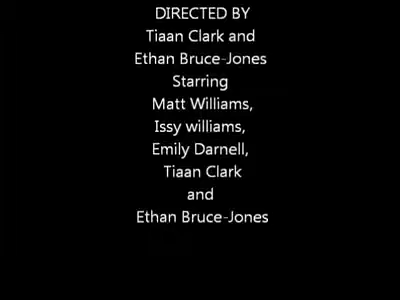 DIRECTED BY
Tiaan Clark and
Ethan Bruce-Jones
Starring
Matt Williams,
Issy williams,
Emily Darnell,
Tiaan Clark
and
Ethan Bruce-Jones